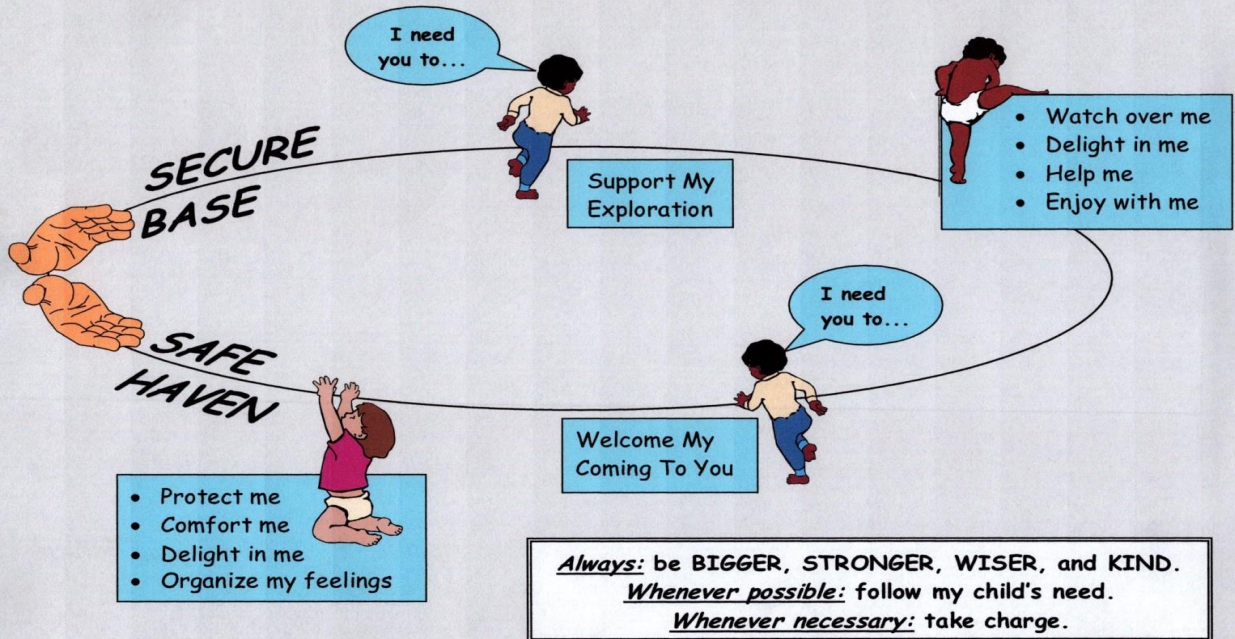 I need
you to...
SECURE
BASE
Support My
Exploration
• Watch over me
• Delight in me
• Help me
• Enjoy with me
I need
you to...
SAFE
HAVEN
Welcome My
Coming To You
• Protect me
• Comfort me
• Delight in me
• Organize my feelings
Always: be BIGGER, STRONGER, WISER, and KIND.
Whenever possible: follow my child's need.
Whenever necessary: take charge.